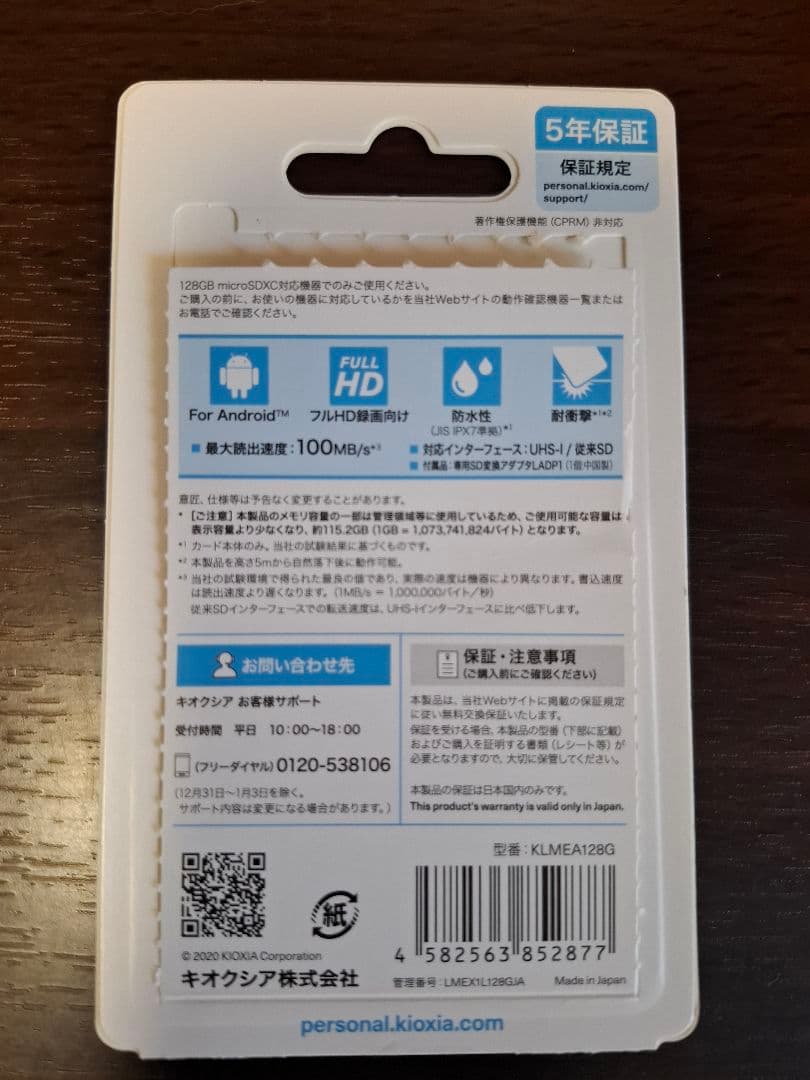 5年保証
保証規定
personal.kioxia.com/
support/
著作権保護機能（CPRM）非対応
128GB microSDXC対応機器でのみご使用ください。
ご購入の前に、お使いの機器に対応しているかを当社Webサイトの動作確認機器一覧または
お電話でご確認ください。
FULL
HD
For Android™ フルHD録画向け 防水性 耐衝撃*1*2
（JIS IPX7準拠）*1
■ 最大読出速度：100MB/s*3
■ 対応インターフェース：UHS-I / 従来SD
■ 付属品：専用SD変換アダプタLADP1（1個:中国製）
意匠、仕様等は予告なく変更することがあります。
* ［ご注意］本製品のメモリ容量の一部は管理領域等に使用しているため、ご使用可能な容量は
表示容量より少なくなり、約115.2GB（1GB = 1,073,741,824バイト）となります。
*1 カード本体のみ。当社の試験結果に基づくものです。
*2 本製品を高さ5mから自然落下後に動作可能。
*3 当社の試験環境で得られた最良の値であり、実際の速度は機器により異なります。書込速度
は読出速度より遅くなります。（1MB/s = 1,000,000バイト／秒）
従来SDインターフェースでの転送速度は、UHS-Iインターフェースに比べ低下します。
お問い合わせ先
キオクシア お客様サポート
受付時間 平日 10：00～18：00
（フリーダイヤル）0120-538106
（12月31日～1月3日を除く。
サポート内容は変更になる場合があります。）
保証・注意事項
（ご購入前にご確認ください）
本製品は、当社Webサイトに掲載の保証規定
に従い無料交換保証いたします。
保証を受ける場合、本製品の型番（下部に記載）
およびご購入を証明する書類（レシート等）が
必要となりますので、大切に保管してください。
本製品の保証は日本国内のみです。
This product's warranty is valid only in Japan.
型番：KLMEA128G
紙
4 582563 852877
© 2020 KIOXIA Corporation
キオクシア株式会社
管理番号：LMEX1L128GJA Made in Japan
personal.kioxia.com